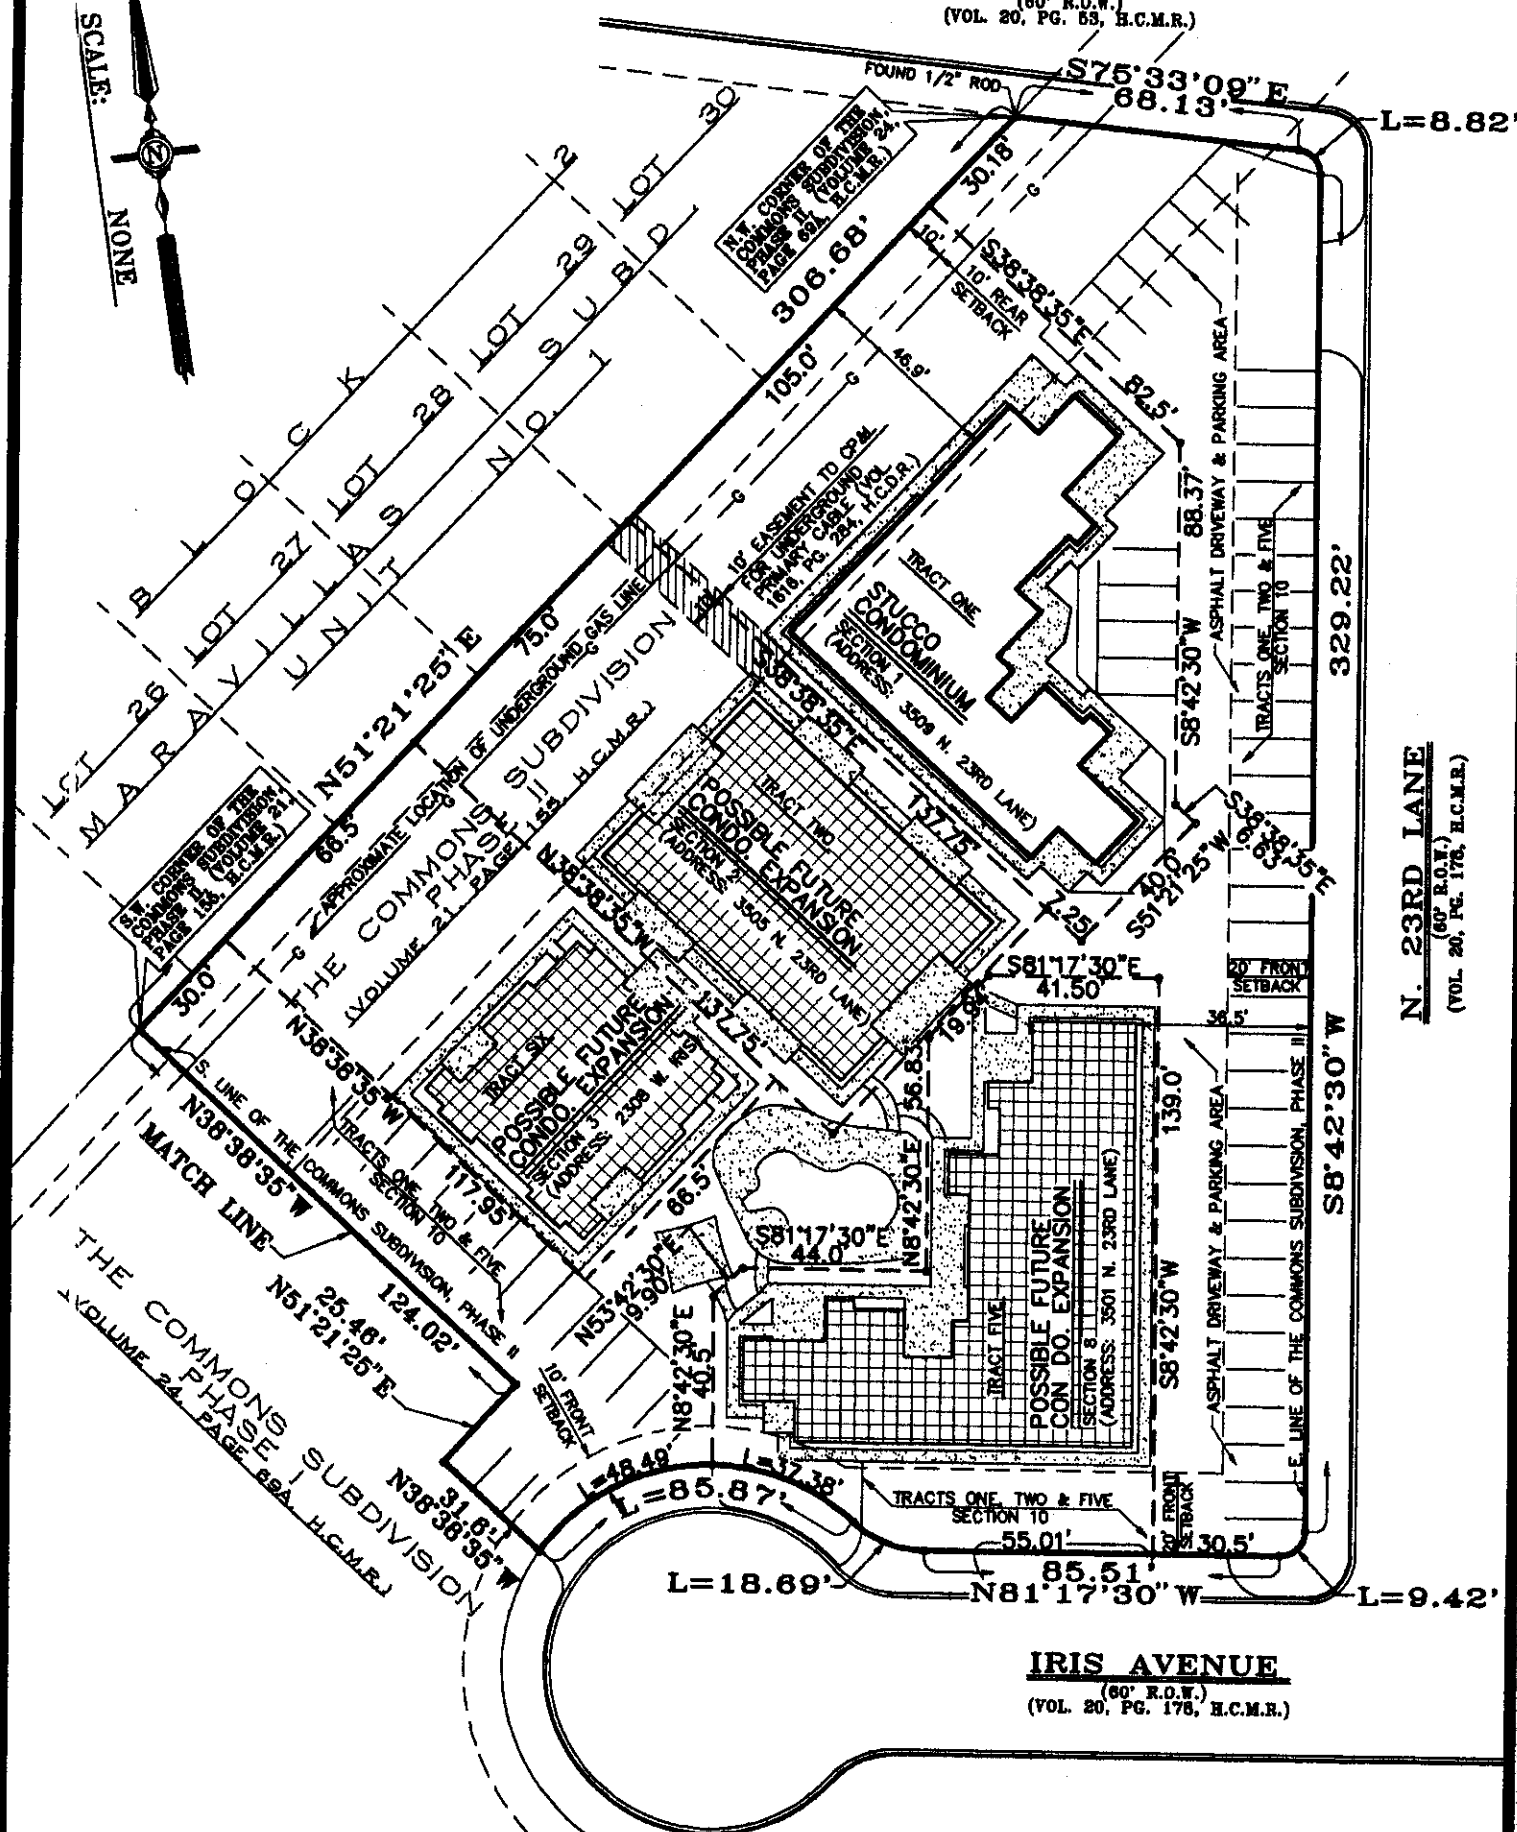 (60' R.O.W.)
(VOL. 20, PG. 53, H.C.M.R.)
SCALE:
NONE
N
FOUND 1/2" ROD
S75°33'09"E
68.13'
L=8.82'
N.W. CORNER OF THE
COMMONS SUBDIVISION,
PHASE II (VOLUME 24,
PAGE 69A, H.C.M.R.)
30.18'
306.68'
G
10'
S38°38'35"E
10' REAR
SETBACK
82.5'
46.9'
105.0'
G
G
BLOCK 2
LOT 30
LOT 29
LOT 28
LOT 27
LOT 26
MARAVILLAS SUBD.
UNIT NO. 1
10' EASEMENT TO CP&L
FOR UNDERGROUND
PRIMARY CABLE (VOL.
1618, PG. 284, H.C.D.R.)
10'
TRACT ONE
STUCCO
CONDOMINIUM
SECTION 1
(ADDRESS: 3509 N. 23RD LANE)
88.37'
S8°42'30"W
ASPHALT DRIVEWAY & PARKING AREA
TRACTS ONE, TWO & FIVE
SECTION 10
329.22'
S8°42'30"W
N. 23RD LANE
(60' R.O.W.)
(VOL. 20, PG. 178, H.C.M.R.)
75.0'
N51°21'25"E
66.5'
APPROXIMATE LOCATION OF UNDERGROUND GAS LINE
G
G
G
THE COMMONS SUBDIVISION
PHASE II
(VOLUME 21, PAGE 155, H.C.M.R.)
S.W. CORNER OF THE
COMMONS SUBDIVISION,
PHASE II, (VOLUME 21,
PAGE 155, H.C.M.R.)
30.0'
S38°38'35"E
137.75'
7.25'
S38°38'35"E
6.63'
40.0'
S51°21'25"W
TRACT TWO
POSSIBLE FUTURE
CONDO. EXPANSION
SECTION 2
(ADDRESS: 3505 N. 23RD LANE)
N38°38'35"W
137.75'
19.94'
S81°17'30"E
41.50'
20' FRONT
SETBACK
36.5'
TRACT SIX
POSSIBLE FUTURE
CONDO. EXPANSION
SECTION 3
(ADDRESS: 2308 W. IRIS)
N38°38'35"W
117.95'
66.5'
TRACTS ONE, TWO & FIVE
SECTION 10
56.83'
N8°42'30"E
S81°17'30"E
44.0'
139.0'
S8°42'30"W
TRACT FIVE
POSSIBLE FUTURE
CON DO. EXPANSION
SECTION 8
(ADDRESS: 3501 N. 23RD LANE)
ASPHALT DRIVEWAY & PARKING AREA
E. LINE OF THE COMMONS SUBDIVISION, PHASE II
S. LINE OF THE COMMONS SUBDIVISION, PHASE II
N38°38'35"W
MATCH LINE
124.02'
25.46'
N51°21'25"E
N53°42'30"E
9.90'
N8°42'30"E
40.5
10' FRONT
SETBACK
THE COMMONS SUBDIVISION
PHASE I
(VOLUME 24, PAGE 69A, H.C.M.R.)
31.6'
N38°38'35"W
L=48.49'
L=37.38'
L=85.87'
TRACTS ONE, TWO & FIVE
SECTION 10
20' FRONT
SETBACK
55.01'
30.5'
85.51'
N81°17'30"W
L=18.69'
L=9.42'
IRIS AVENUE
(60' R.O.W.)
(VOL. 20, PG. 178, H.C.M.R.)